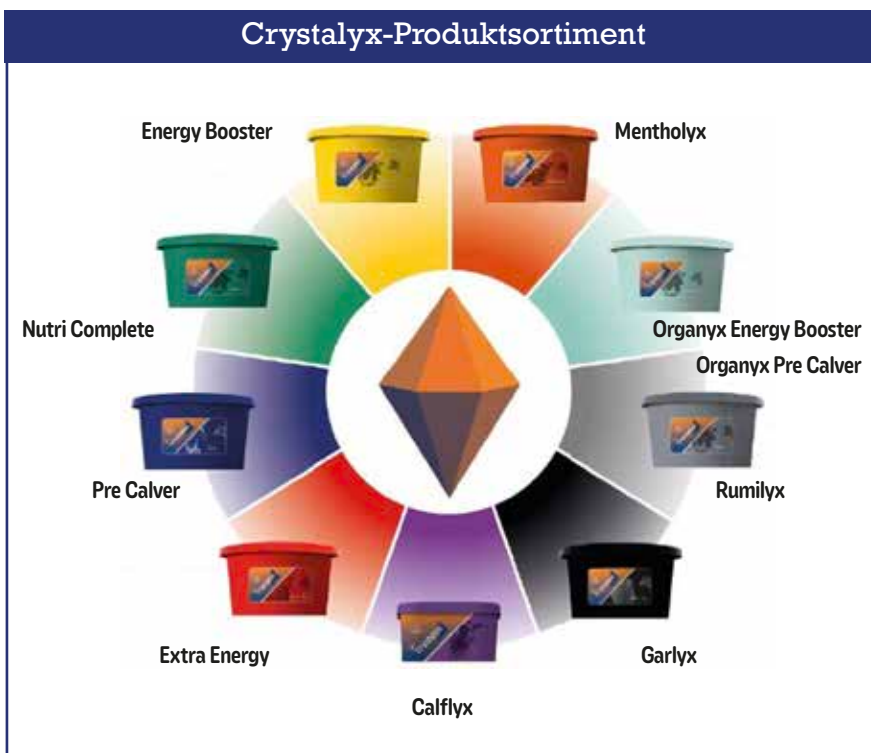 Crystalyx-Produktsortiment
Energy Booster
Mentholyx
Nutri Complete
Organyx Energy Booster
Organyx Pre Calver
Pre Calver
Rumilyx
Extra Energy
Garlyx
Calflyx